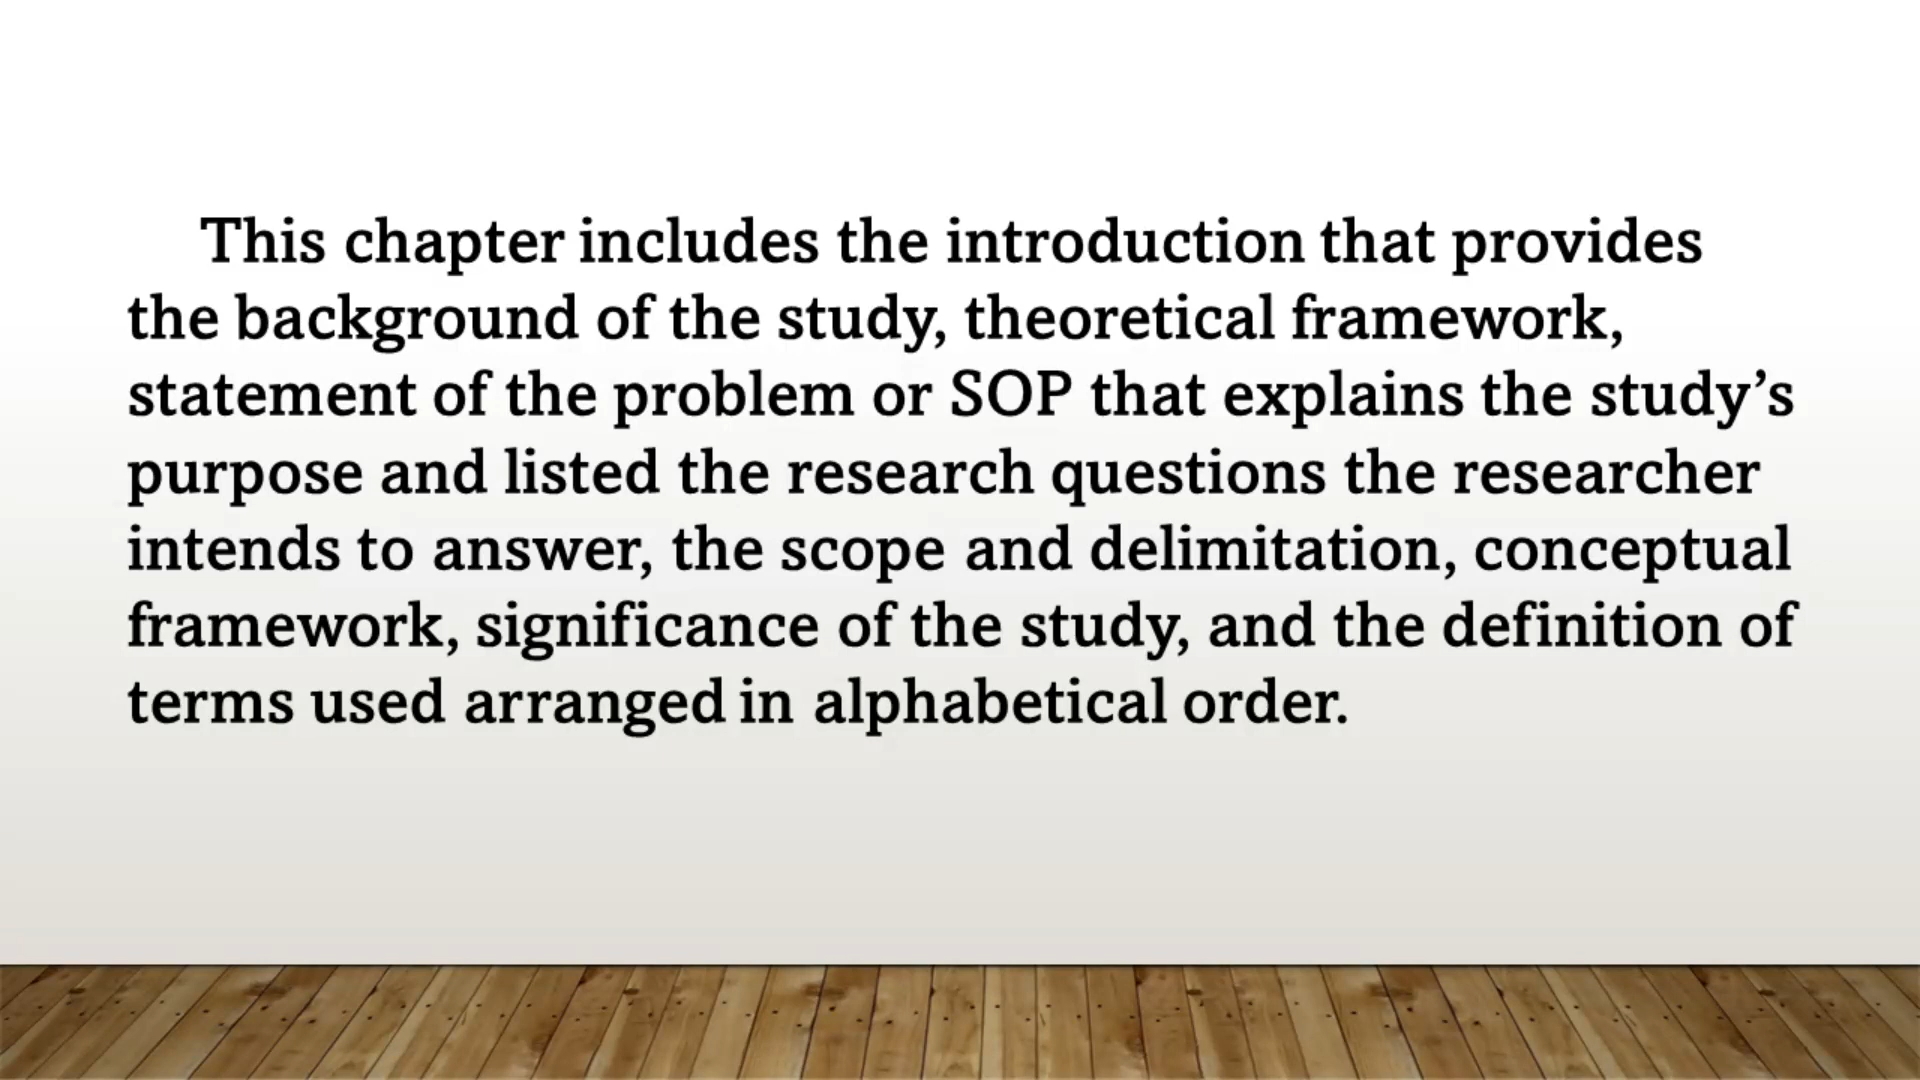 This chapter includes the introduction that provides
the background of the study, theoretical framework,
statement of the problem or SOP that explains the study’s
purpose and listed the research questions the researcher
intends to answer, the scope and delimitation, conceptual
framework, significance of the study, and the definition of
terms used arranged in alphabetical order.